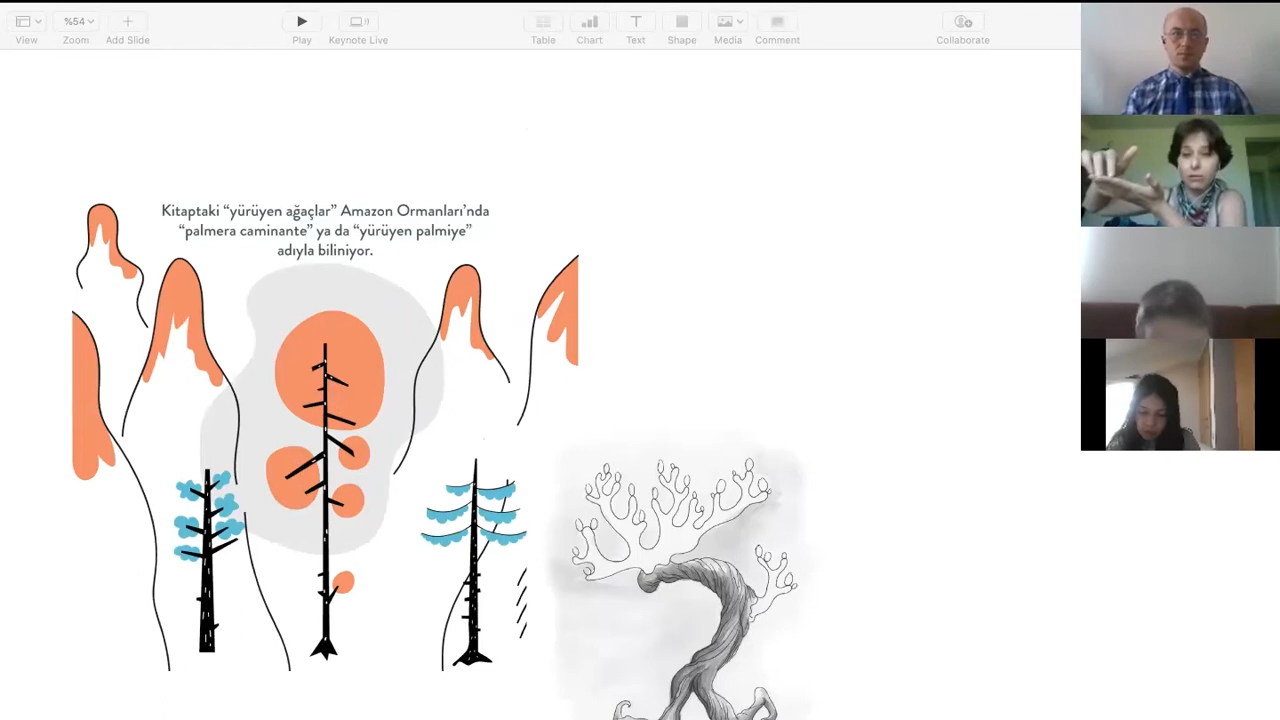 %54
View
Zoom
Add Slide
Play
Keynote Live
Table
Chart
Text
Shape
Media
Comment
Collaborate
Kitaptaki “yürüyen ağaçlar” Amazon Ormanları’nda
“palmera caminante” ya da “yürüyen palmiye”
adıyla biliniyor.